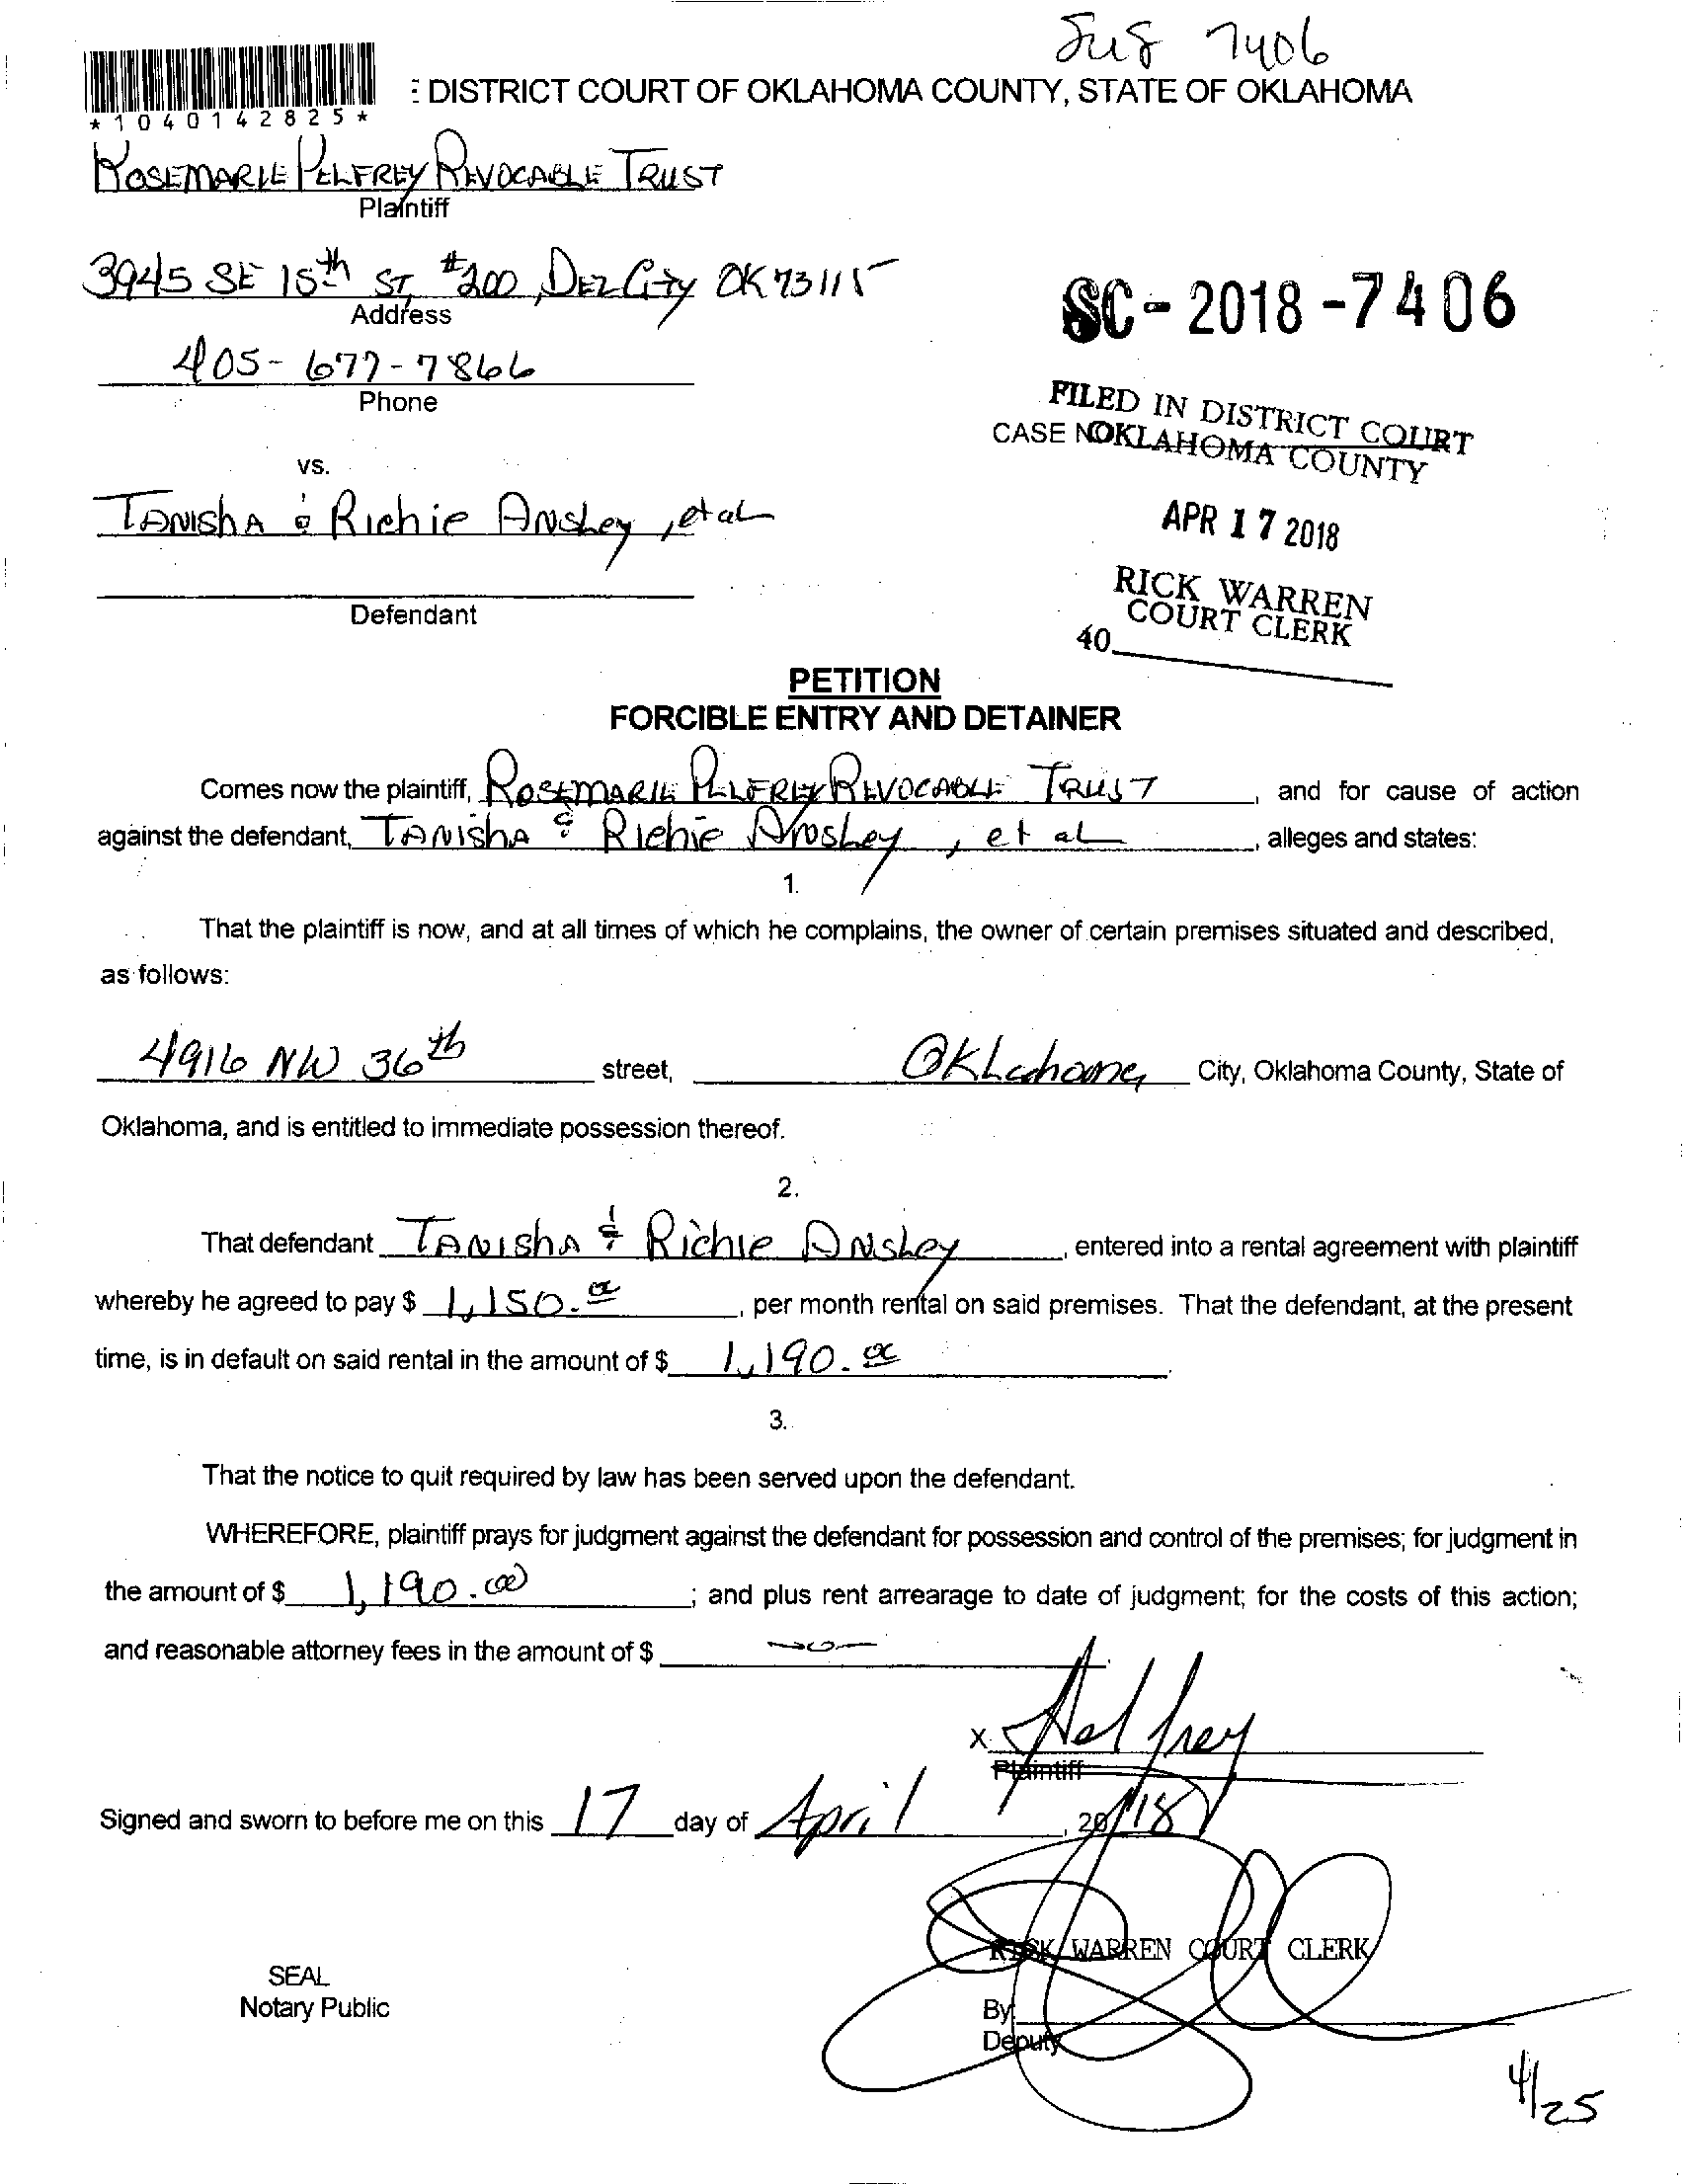 SC8 7406
DISTRICT COURT OF OKLAHOMA COUNTY, STATE OF OKLAHOMA
*1040142825*
ROSEMARIE PELFREY REVOCABLE TRUST
Plaintiff
3945 SE 15th ST, #200, DEL CITY OK 73115
Address
SC-2018-7406
405-677-7866
Phone
FILED IN DISTRICT COURT
CASE NO
OKLAHOMA COUNTY
vs.
TANISHA & Richie Anshey, et al
APR 17 2018
RICK WARREN
COURT CLERK
Defendant
40
PETITION
FORCIBLE ENTRY AND DETAINER
Comes now the plaintiff, ROSEMARIE PELFREY REVOCABLE TRUST, and for cause of action
against the defendant, TANISHA & Richie Anshey, et al, alleges and states:
1.
That the plaintiff is now, and at all times of which he complains, the owner of certain premises situated and described,
as follows:
4916 NW 36th street, Oklahoma City, Oklahoma County, State of
Oklahoma, and is entitled to immediate possession thereof.
2.
That defendant TANISHA & Richie Anshey, entered into a rental agreement with plaintiff
whereby he agreed to pay $ 1,150.00, per month rental on said premises. That the defendant, at the present
time, is in default on said rental in the amount of $ 1,190.00.
3.
That the notice to quit required by law has been served upon the defendant.
WHEREFORE, plaintiff prays for judgment against the defendant for possession and control of the premises; for judgment in
the amount of $ 1,190.00; and plus rent arrearage to date of judgment; for the costs of this action;
and reasonable attorney fees in the amount of $ -0-
X Pelfrey
Plaintiff
Signed and sworn to before me on this 17 day of April, 2018
RICK WARREN COURT CLERK
SEAL
Notary Public
By
Deputy
4/25